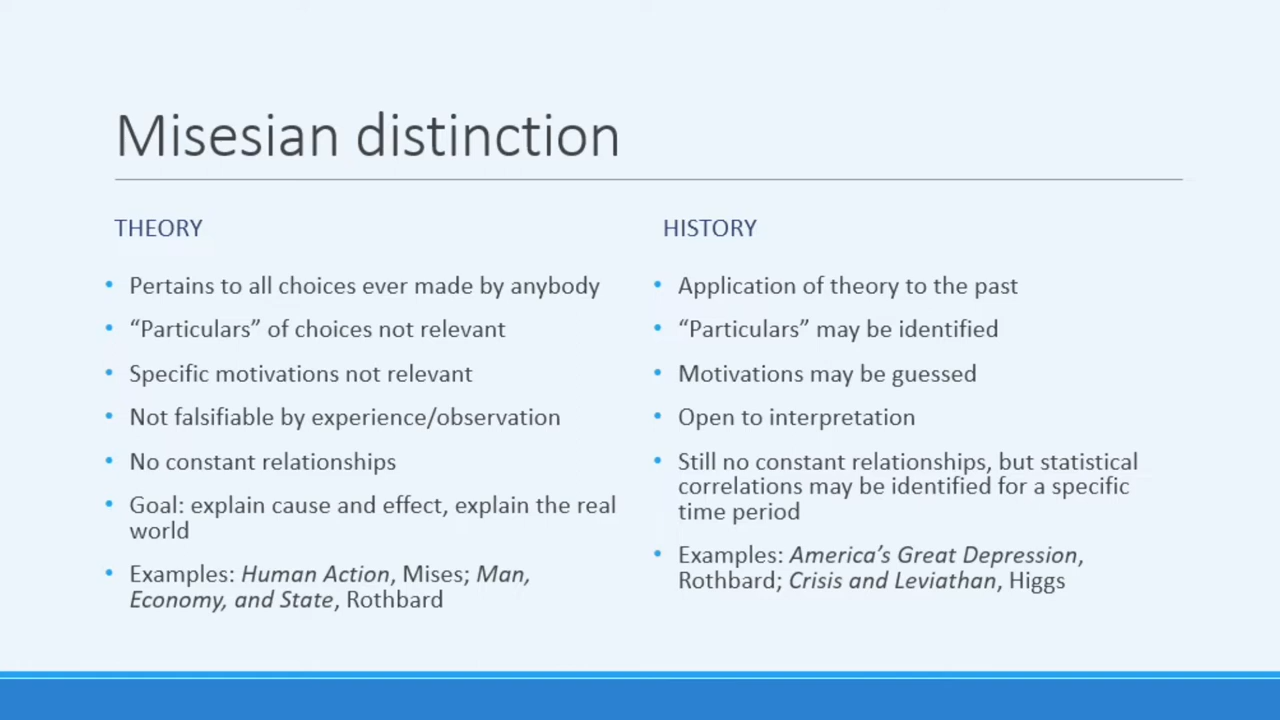 Misesian distinction
THEORY
• Pertains to all choices ever made by anybody
• “Particulars” of choices not relevant
• Specific motivations not relevant
• Not falsifiable by experience/observation
• No constant relationships
• Goal: explain cause and effect, explain the real
world
• Examples: Human Action, Mises; Man,
Economy, and State, Rothbard
HISTORY
• Application of theory to the past
• “Particulars” may be identified
• Motivations may be guessed
• Open to interpretation
• Still no constant relationships, but statistical
correlations may be identified for a specific
time period
• Examples: America’s Great Depression,
Rothbard; Crisis and Leviathan, Higgs